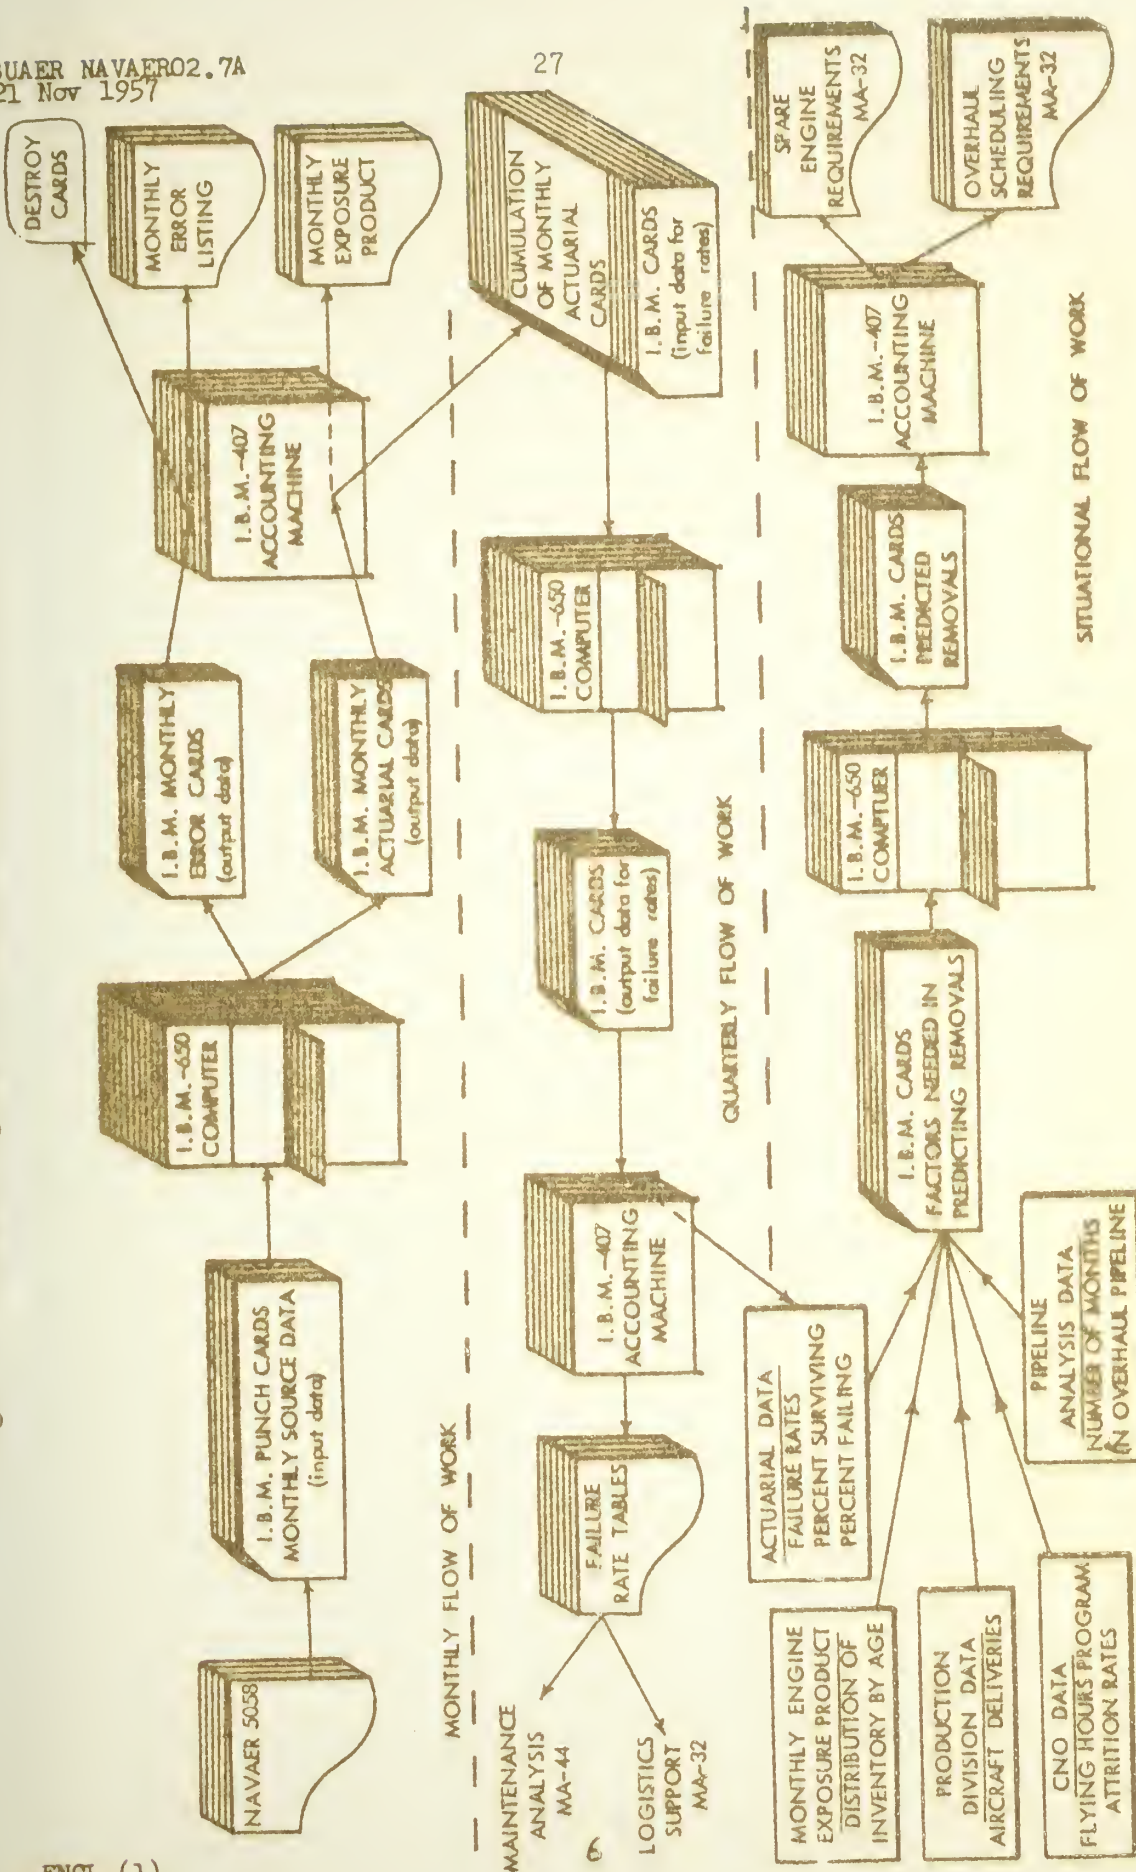 BUAER NAVAERO2.7A
21 Nov 1957
27
NAVAER 5058
I.B.M. PUNCH CARDS
MONTHLY SOURCE DATA
(input data)
I.B.M.-650
COMPUTER
I.B.M. MONTHLY
ERROR CARDS
(output data)
I.B.M. MONTHLY
ACTUARIAL CARDS
(output data)
I.B.M.-407
ACCOUNTING
MACHINE
DESTROY
CARDS
MONTHLY
ERROR
LISTING
MONTHLY
EXPOSURE
PRODUCT
MONTHLY FLOW OF WORK
CUMULATION
OF MONTHLY
ACTUARIAL
CARDS
I.B.M. CARDS
(input data for
failure rates)
I.B.M.-650
COMPUTER
I.B.M. CARDS
(output data for
failure rates)
I.B.M.-407
ACCOUNTING
MACHINE
FAILURE
RATE TABLES
MAINTENANCE
ANALYSIS
MA-44
LOGISTICS
SUPPORT
MA-32
QUARTERLY FLOW OF WORK
ACTUARIAL DATA
FAILURE RATES
PERCENT SURVIVING
PERCENT FAILING
MONTHLY ENGINE
EXPOSURE PRODUCT
DISTRIBUTION OF
INVENTORY BY AGE
PRODUCTION
DIVISION DATA
AIRCRAFT DELIVERIES
CNO DATA
FLYING HOURS PROGRAM
ATTRITION RATES
PIPELINE
ANALYSIS DATA
NUMBER OF MONTHS
IN OVERHAUL PIPELINE
I.B.M. CARDS
FACTORS NEEDED IN
PREDICTING REMOVALS
I.B.M.-650
COMPTUER
I.B.M. CARDS
PREDICTED
REMOVALS
I.B.M.-407
ACCOUNTING
MACHINE
SPARE
ENGINE
REQUIREMENTS
MA-32
OVERHAUL
SCHEDULING
REQUIREMENTS
MA-32
SITUATIONAL FLOW OF WORK
ENCL (1)